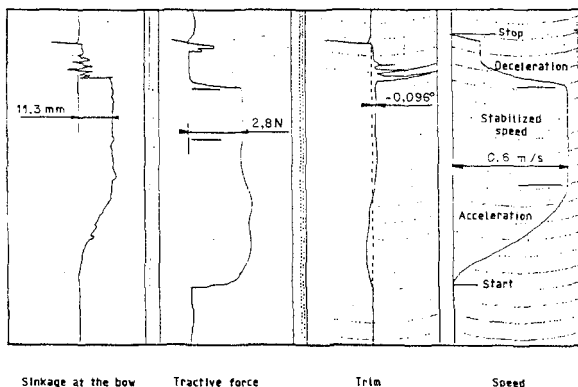 Stop
Deceleration
-0.096°
11.3 mm
2.8N
Stabilized
speed
0.6 m/s
Acceleration
Start
Sinkage at the bow
Tractive force
Trim
Speed